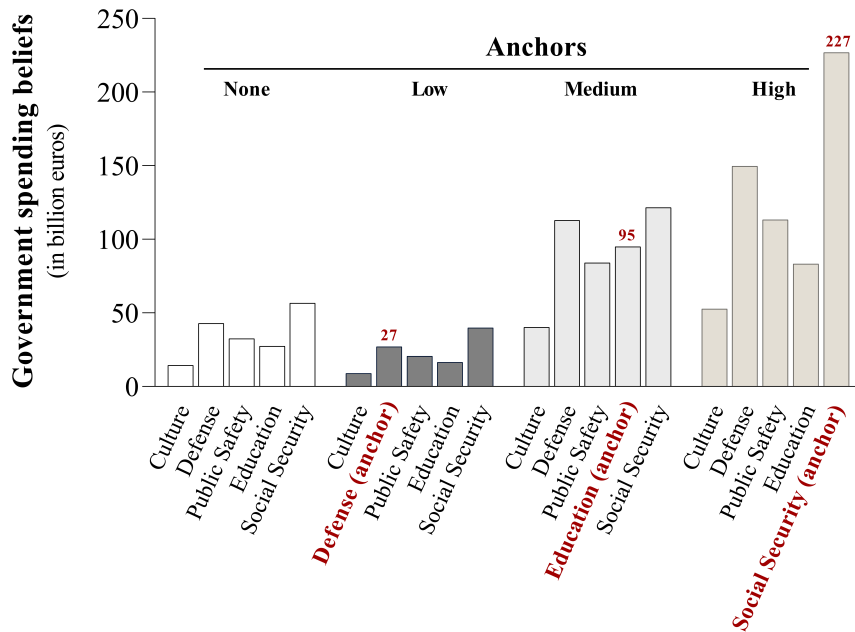 Government spending beliefs
(in billion euros)
250
200
150
100
50
0
Anchors
None
Low
Medium
High
27
95
227
Culture
Defense
Public Safety
Education
Social Security
Culture
Defense (anchor)
Public Safety
Education
Social Security
Culture
Defense
Public Safety
Education (anchor)
Social Security
Culture
Defense
Public Safety
Education
Social Security (anchor)